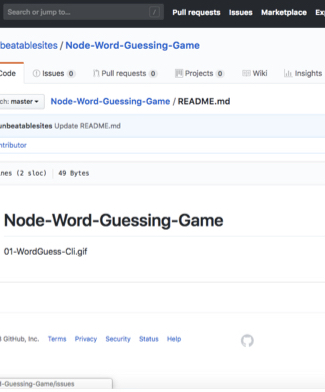 Search or jump to... / Pull requests Issues Marketplace
beatablesites / Node-Word-Guessing-Game
Code Issues 0 Pull requests 0 Projects 0 Wiki Insights
ch: master Node-Word-Guessing-Game / README.md
unbeatablesites Update README.md
ntributor
nes (2 sloc) 49 Bytes
Node-Word-Guessing-Game
01-WordGuess-Cli.gif
GitHub, Inc. Terms Privacy Security Status Help
d-Guessing-Game/issues